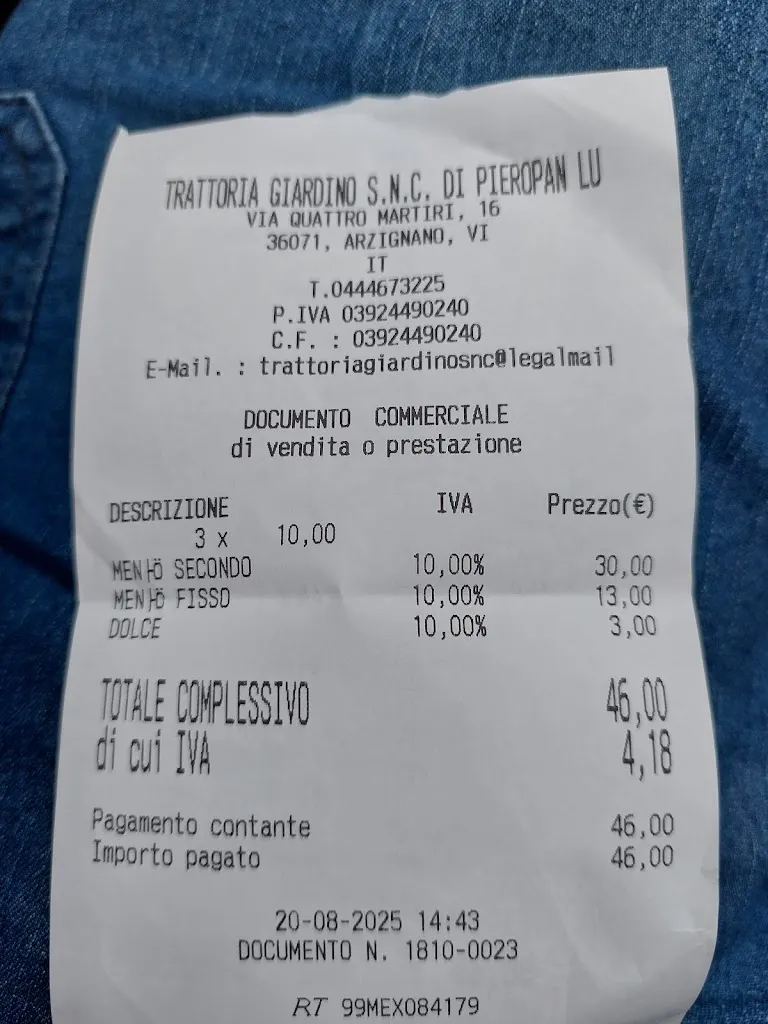 TRATTORIA GIARDINO S.N.C. DI PIEROPAN LU
VIA QUATTRO MARTIRI, 16
36071, ARZIGNANO, VI
IT
T.0444673225
P.IVA 03924490240
C.F. : 03924490240
E-Mail. : trattoriagiardinosnc@legalmail
DOCUMENTO COMMERCIALE
di vendita o prestazione
DESCRIZIONE IVA Prezzo(€)
3 x 10,00
MEN├Ö SECONDO 10,00% 30,00
MEN├Ö FISSO 10,00% 13,00
DOLCE 10,00% 3,00
TOTALE COMPLESSIVO 46,00
di cui IVA 4,18
Pagamento contante 46,00
Importo pagato 46,00
20-08-2025 14:43
DOCUMENTO N. 1810-0023
RT 99MEX084179